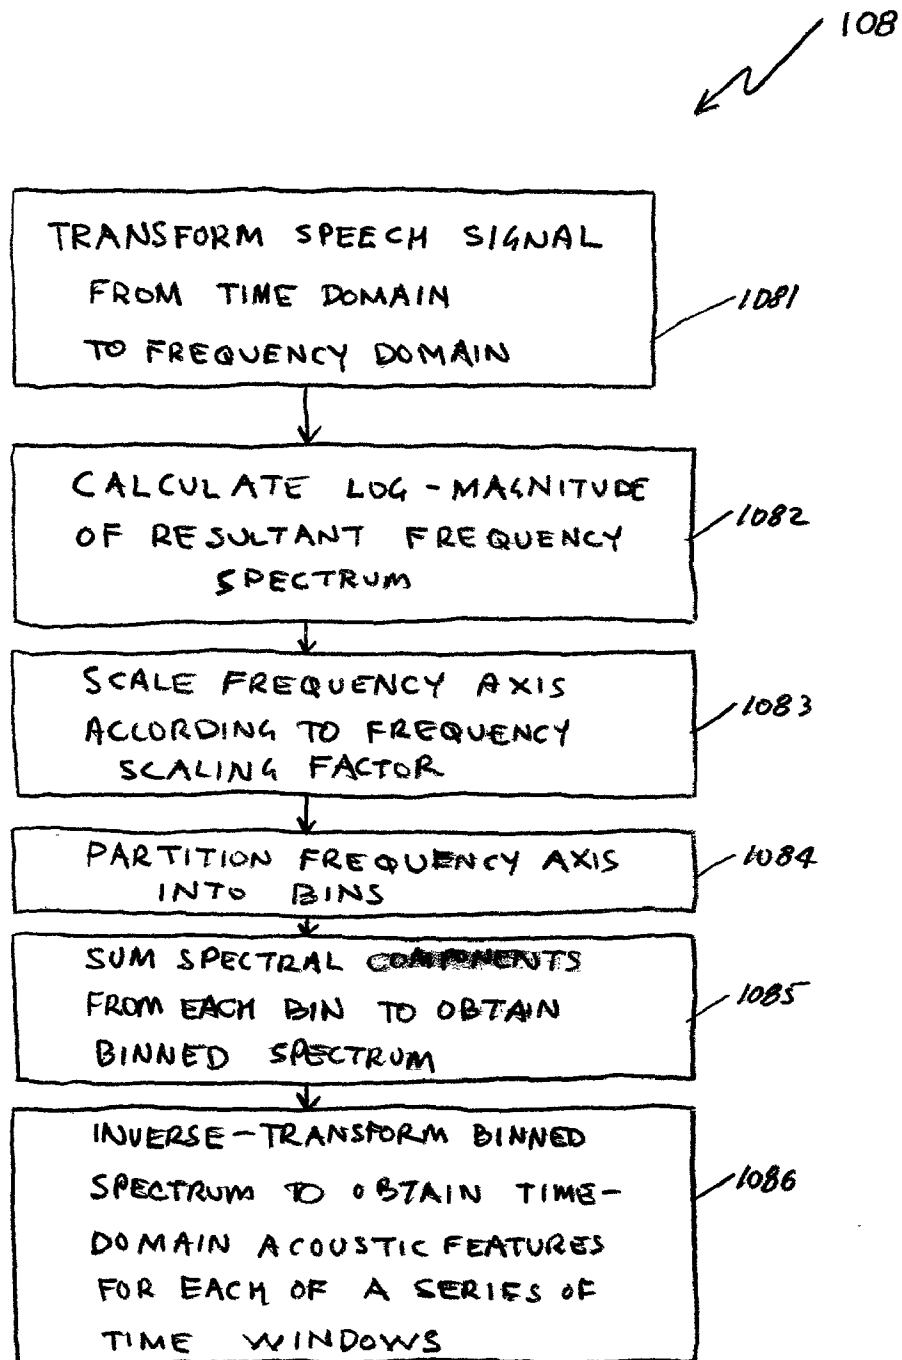 108
TRANSFORM SPEECH SIGNAL
FROM TIME DOMAIN
TO FREQUENCY DOMAIN
1081
CALCULATE LOG-MAGNITUDE
OF RESULTANT FREQUENCY
SPECTRUM
1082
SCALE FREQUENCY AXIS
ACCORDING TO FREQUENCY
SCALING FACTOR
1083
PARTITION FREQUENCY AXIS
INTO BINS
1084
SUM SPECTRAL COMPONENTS
FROM EACH BIN TO OBTAIN
BINNED SPECTRUM
1085
INVERSE-TRANSFORM BINNED
SPECTRUM TO OBTAIN TIME-
DOMAIN ACOUSTIC FEATURES
FOR EACH OF A SERIES OF
TIME WINDOWS
1086